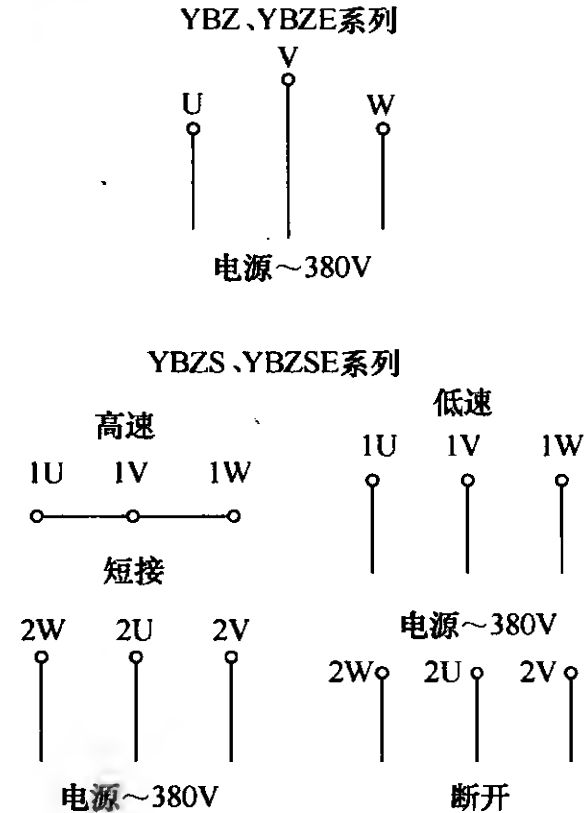 YBZ、YBZE系列
V
U W
电源～380V
YBZS、YBZSE系列
高速
1U 1V 1W
短接
2W 2U 2V
电源～380V
低速
1U 1V 1W
电源～380V
2W 2U 2V
断开